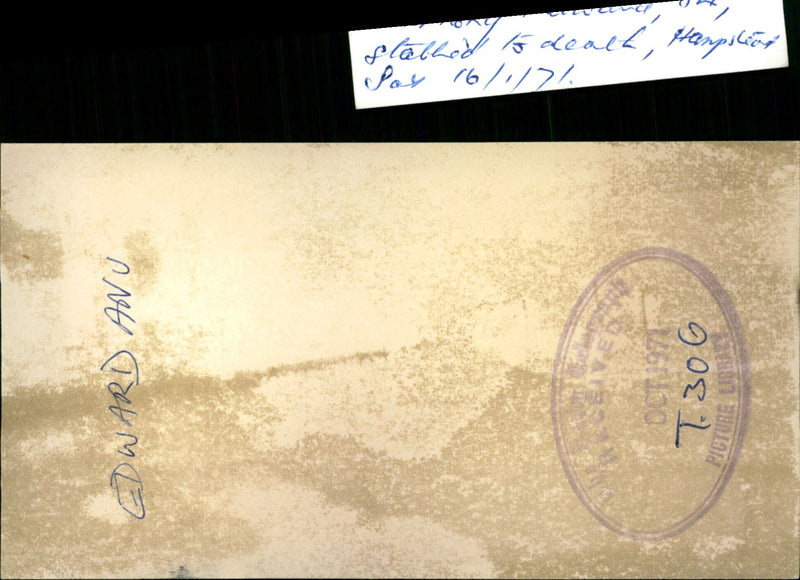 stabbed to death, Hampstead
Sat 16/1/71.
EDWARD ANU
RECEIVED
OCT 1971
T.306
PICTURE LIBRARY